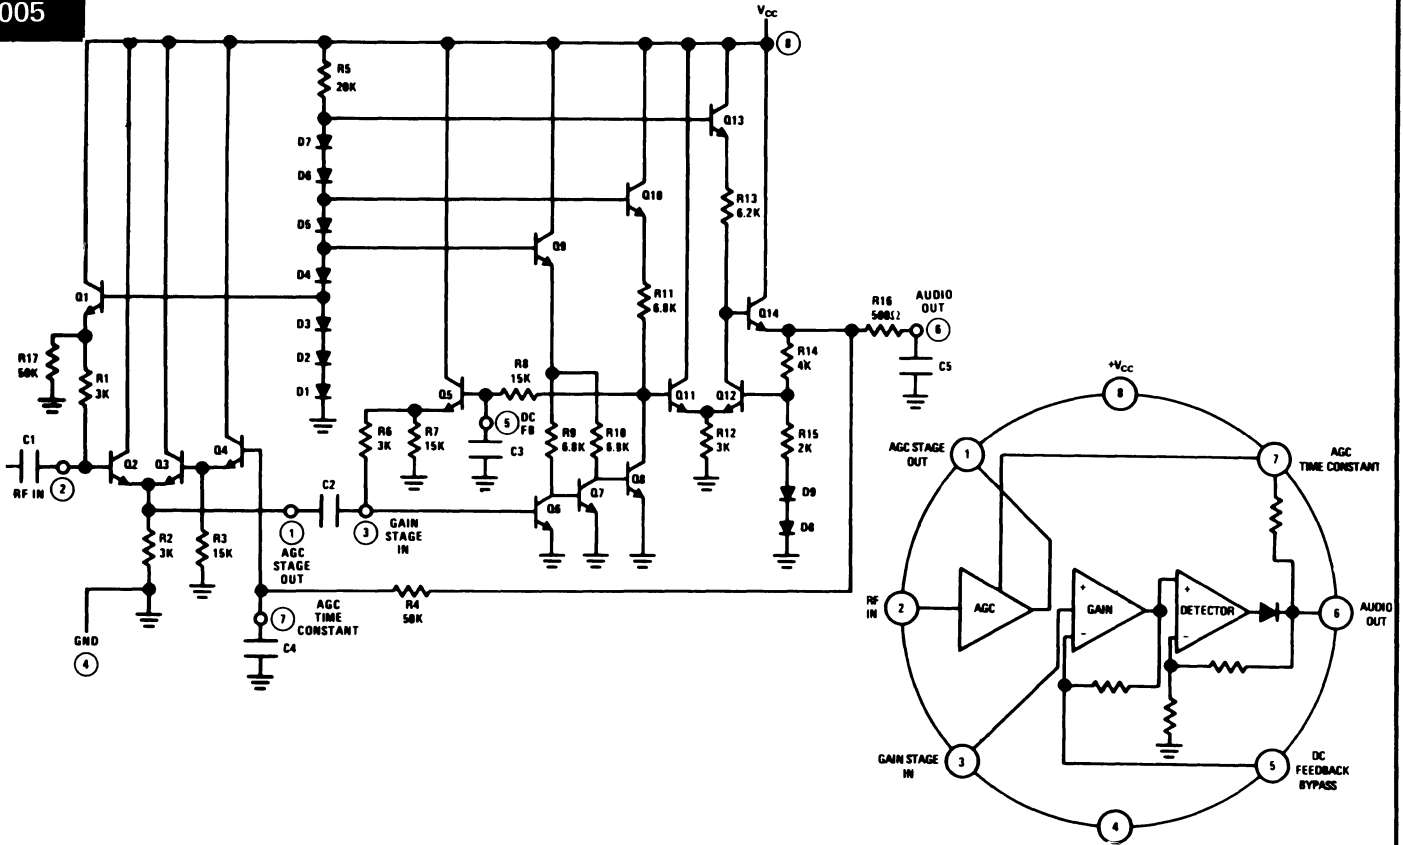 005
VCC
8
R5
20K
D7
D6
D5
D4
D3
D2
D1
Q13
R13
6.2K
Q10
Q9
Q1
R17
50K
R1
3K
R11
6.8K
Q14
R16
500Ω
AUDIO
OUT
6
C5
R14
4K
R8
15K
Q5
5
DC
FB
C3
Q11
Q12
R6
3K
R7
15K
R9
6.8K
R10
6.8K
R12
3K
R15
2K
D9
D8
C1
RF IN
2
Q2
Q3
Q4
C2
1
AGC
STAGE
OUT
3
GAIN
STAGE
IN
Q6
Q7
Q8
R2
3K
R3
15K
R4
50K
7
AGC
TIME
CONSTANT
C4
GND
4
+VCC
8
AGC STAGE
OUT
1
7
AGC
TIME CONSTANT
RF
IN
2
AGC
+
GAIN
-
+
DETECTOR
-
6
AUDIO
OUT
GAIN STAGE
IN
3
5
DC
FEEDBACK
BYPASS
4